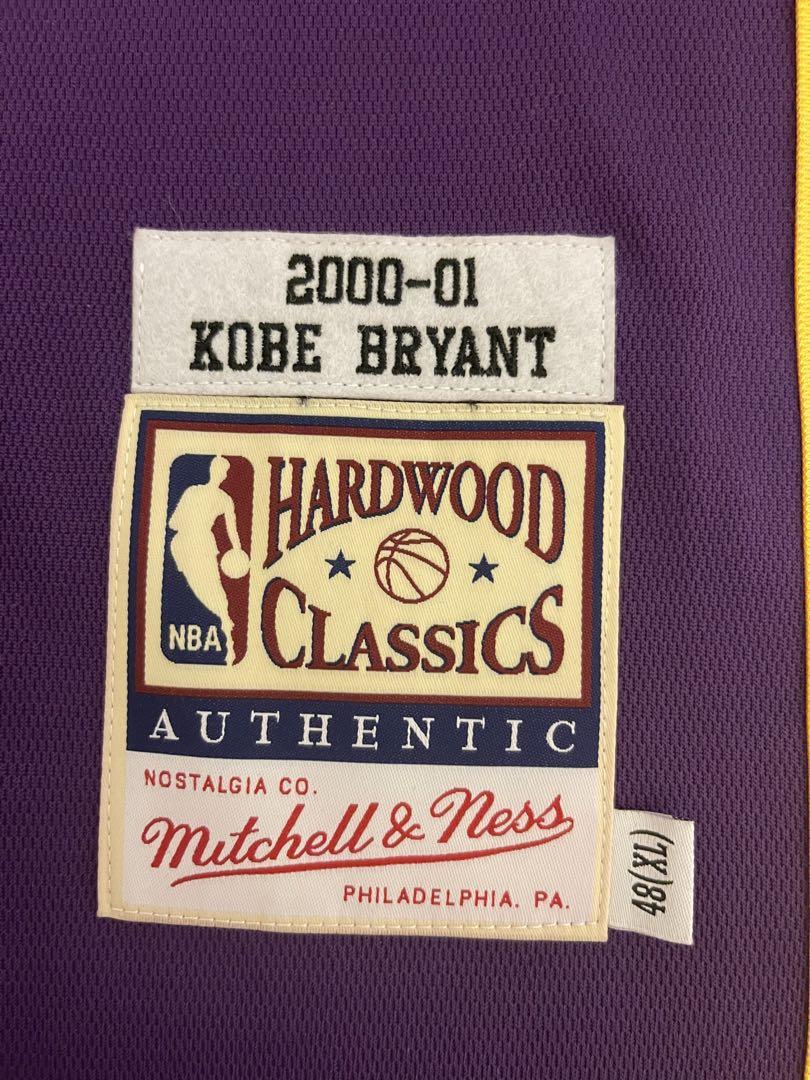 2000-01
KOBE BRYANT
HARDWOOD
CLASSICS
NBA
AUTHENTIC
NOSTALGIA CO.
Mitchell & Ness
PHILADELPHIA. PA.
48(XL)